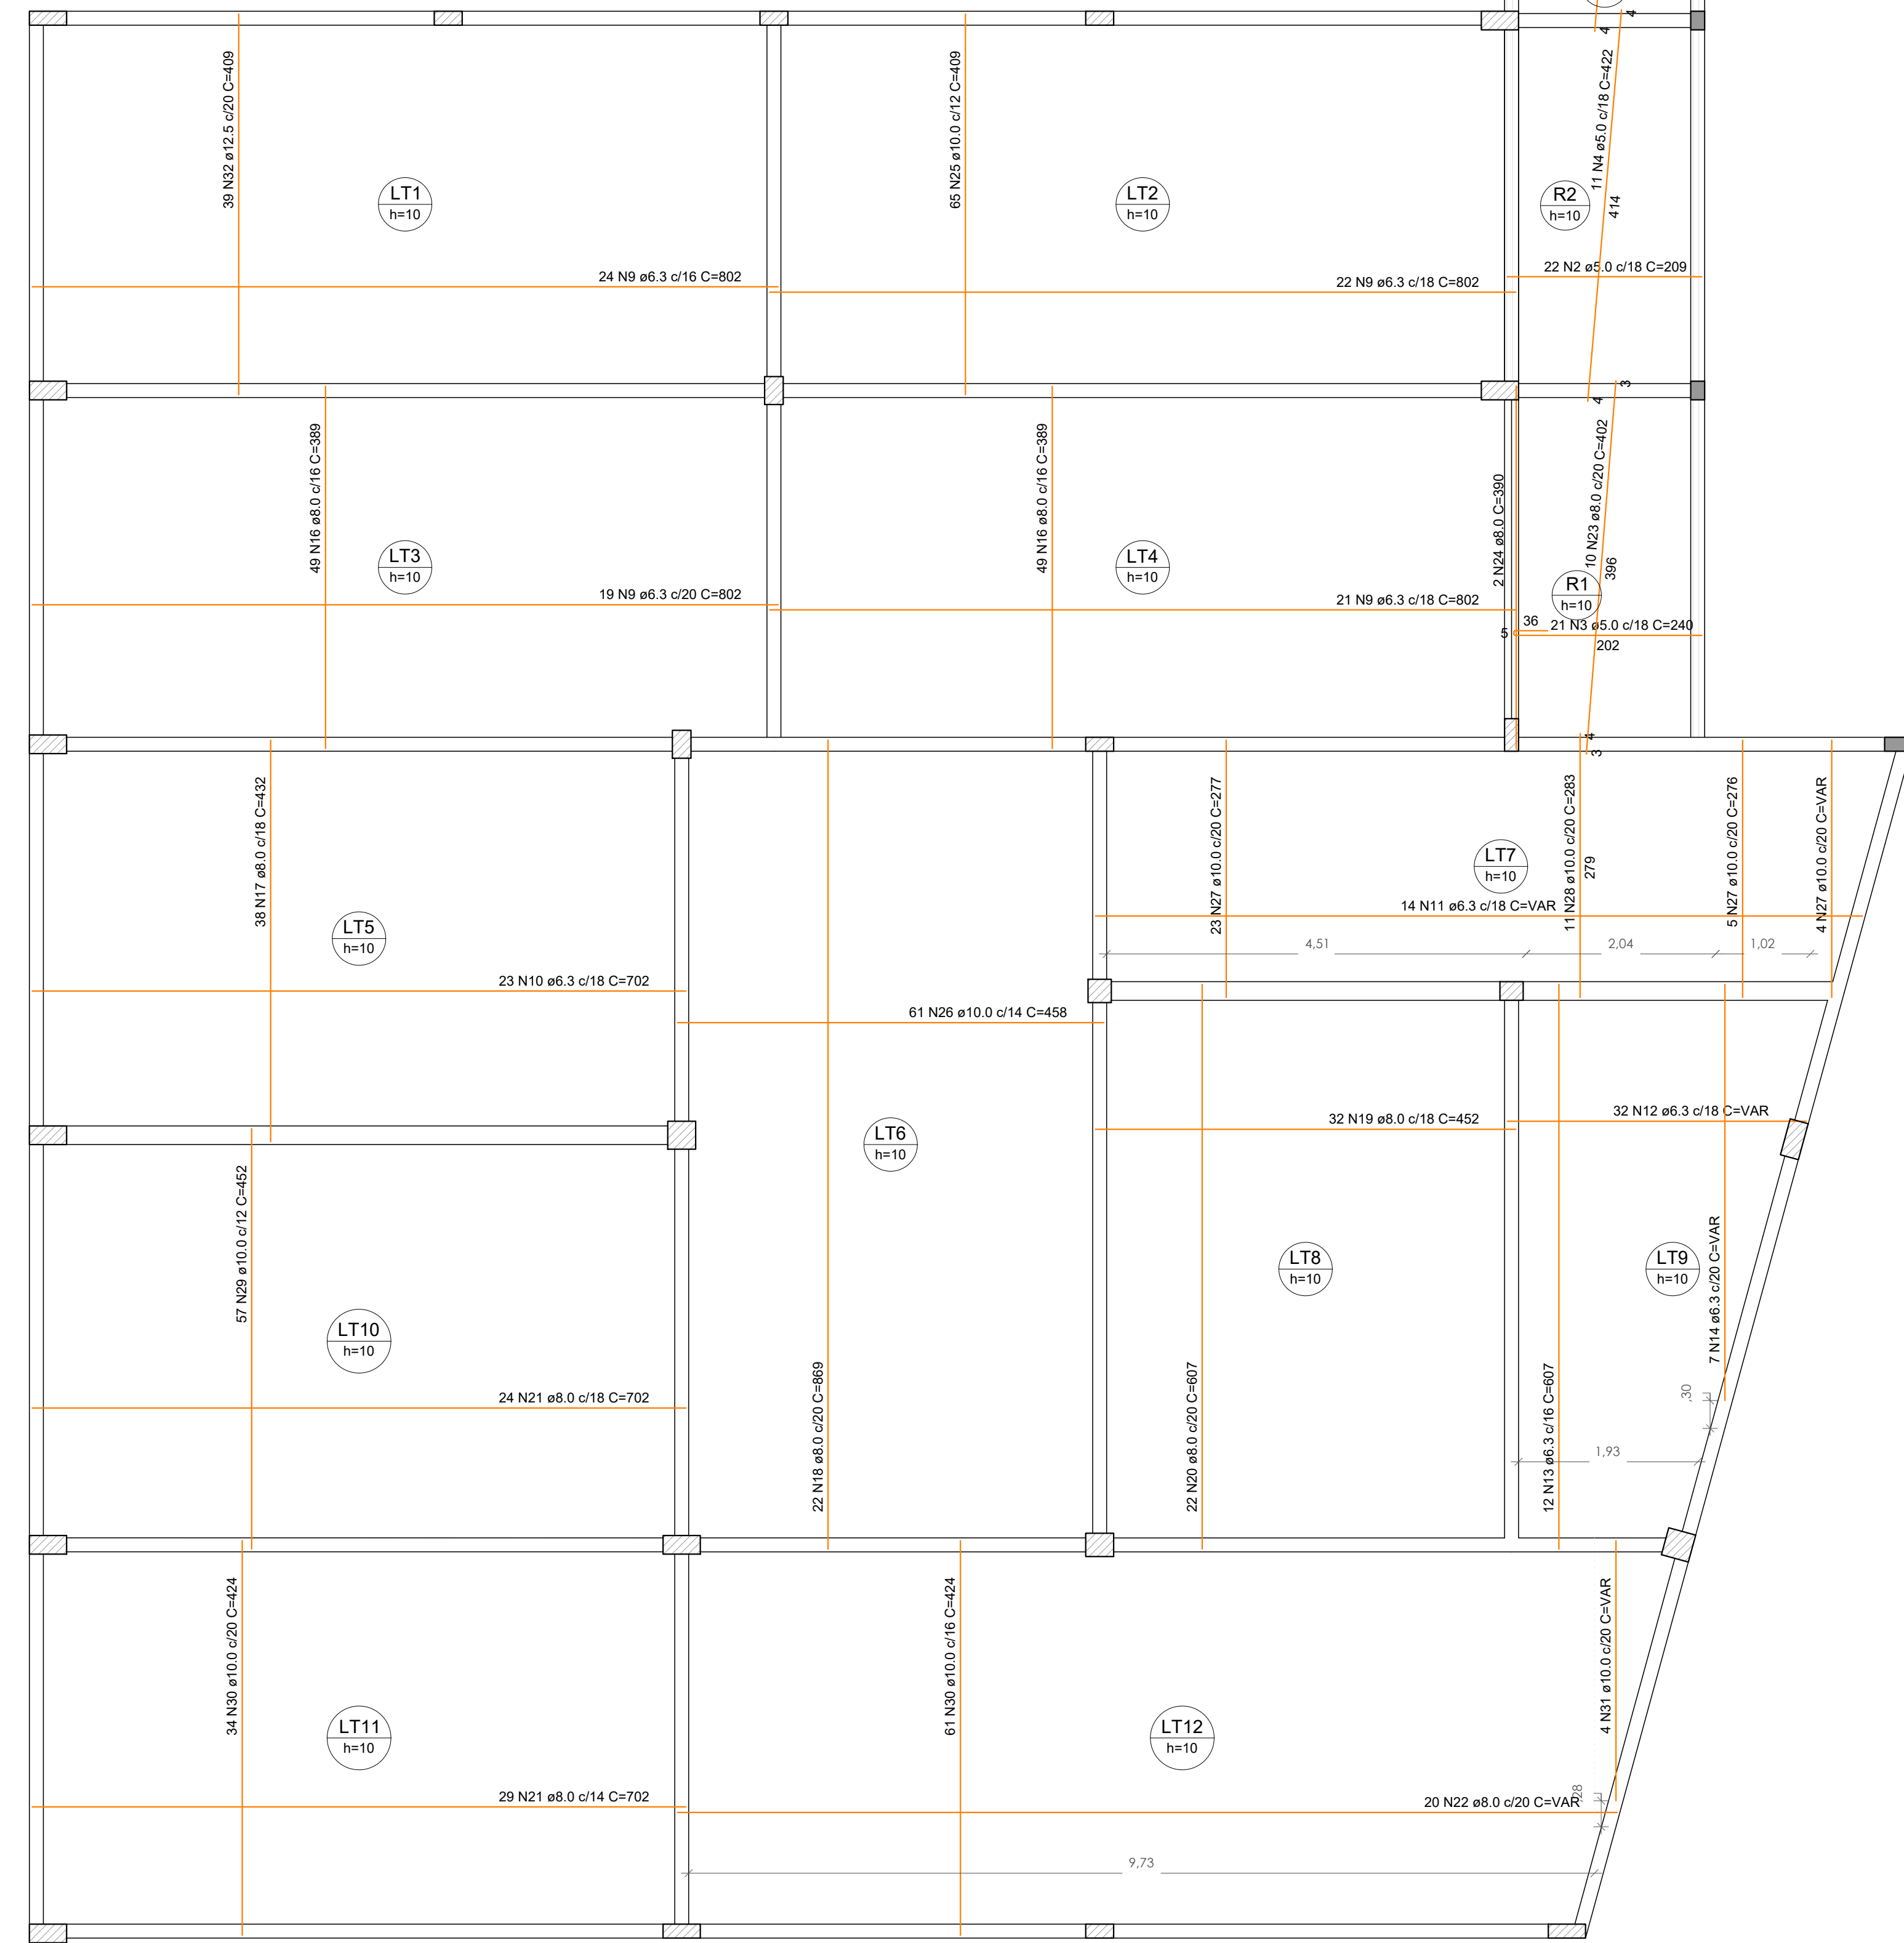 4
4
39 N32 ø12.5 c/20 C=409
65 N25 ø10.0 c/12 C=409
11 N4 ø5.0 c/18 C=422
414
LT1
h=10
LT2
h=10
R2
h=10
24 N9 ø6.3 c/16 C=802
22 N9 ø6.3 c/18 C=802
22 N2 ø5.0 c/18 C=209
3
4
49 N16 ø8.0 c/16 C=389
49 N16 ø8.0 c/16 C=389
2 N24 ø8.0 C=390
10 N23 ø8.0 c/20 C=402
396
LT3
h=10
LT4
h=10
R1
h=10
19 N9 ø6.3 c/20 C=802
21 N9 ø6.3 c/18 C=802
36
5
21 N3 ø5.0 c/18 C=240
202
4
3
38 N17 ø8.0 c/18 C=432
23 N27 ø10.0 c/20 C=277
11 N28 ø10.0 c/20 C=283
279
5 N27 ø10.0 c/20 C=276
4 N27 ø10.0 c/20 C=VAR
LT7
h=10
14 N11 ø6.3 c/18 C=VAR
LT5
h=10
4,51
2,04
1,02
23 N10 ø6.3 c/18 C=702
61 N26 ø10.0 c/14 C=458
32 N19 ø8.0 c/18 C=452
32 N12 ø6.3 c/18 C=VAR
LT6
h=10
57 N29 ø10.0 c/12 C=452
LT8
h=10
LT9
h=10
7 N14 ø6.3 c/20 C=VAR
LT10
h=10
24 N21 ø8.0 c/18 C=702
22 N18 ø8.0 c/20 C=869
22 N20 ø8.0 c/20 C=607
12 N13 ø6.3 c/16 C=607
,30
1,93
34 N30 ø10.0 c/20 C=424
61 N30 ø10.0 c/16 C=424
4 N31 ø10.0 c/20 C=VAR
LT11
h=10
LT12
h=10
29 N21 ø8.0 c/14 C=702
20 N22 ø8.0 c/20 C=VAR
,28
9,73